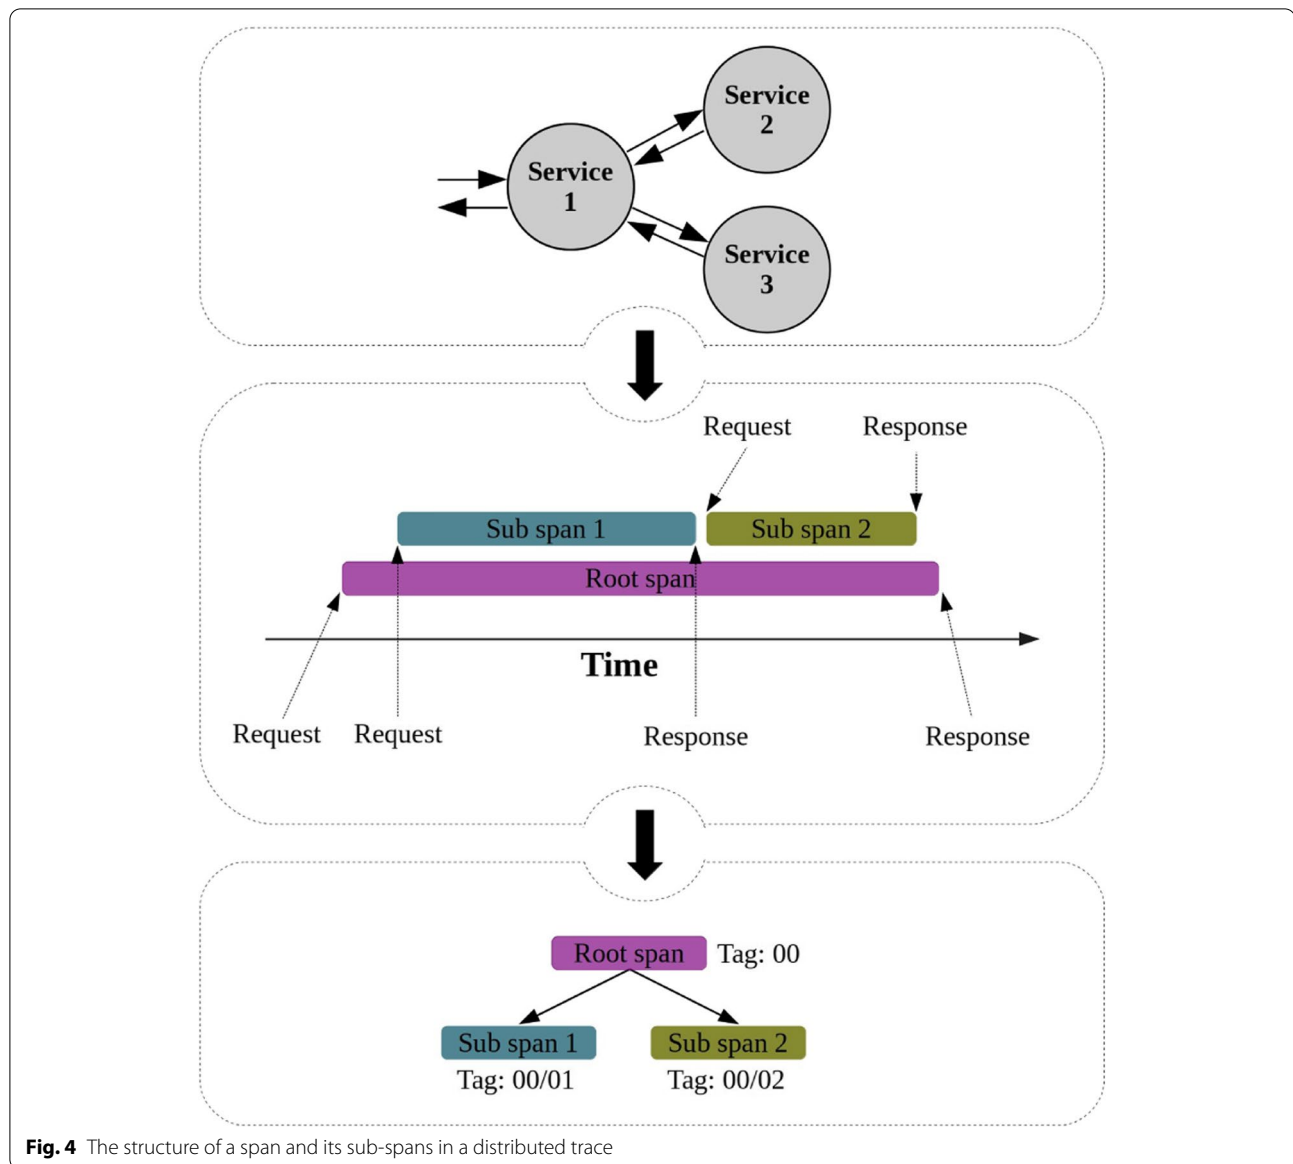 Service
2
Service
1
Service
3
Request
Response
Sub span 1
Sub span 2
Root span
Time
Request
Request
Response
Response
Root span
Tag: 00
Sub span 1
Sub span 2
Tag: 00/01
Tag: 00/02
Fig. 4 The structure of a span and its sub-spans in a distributed trace